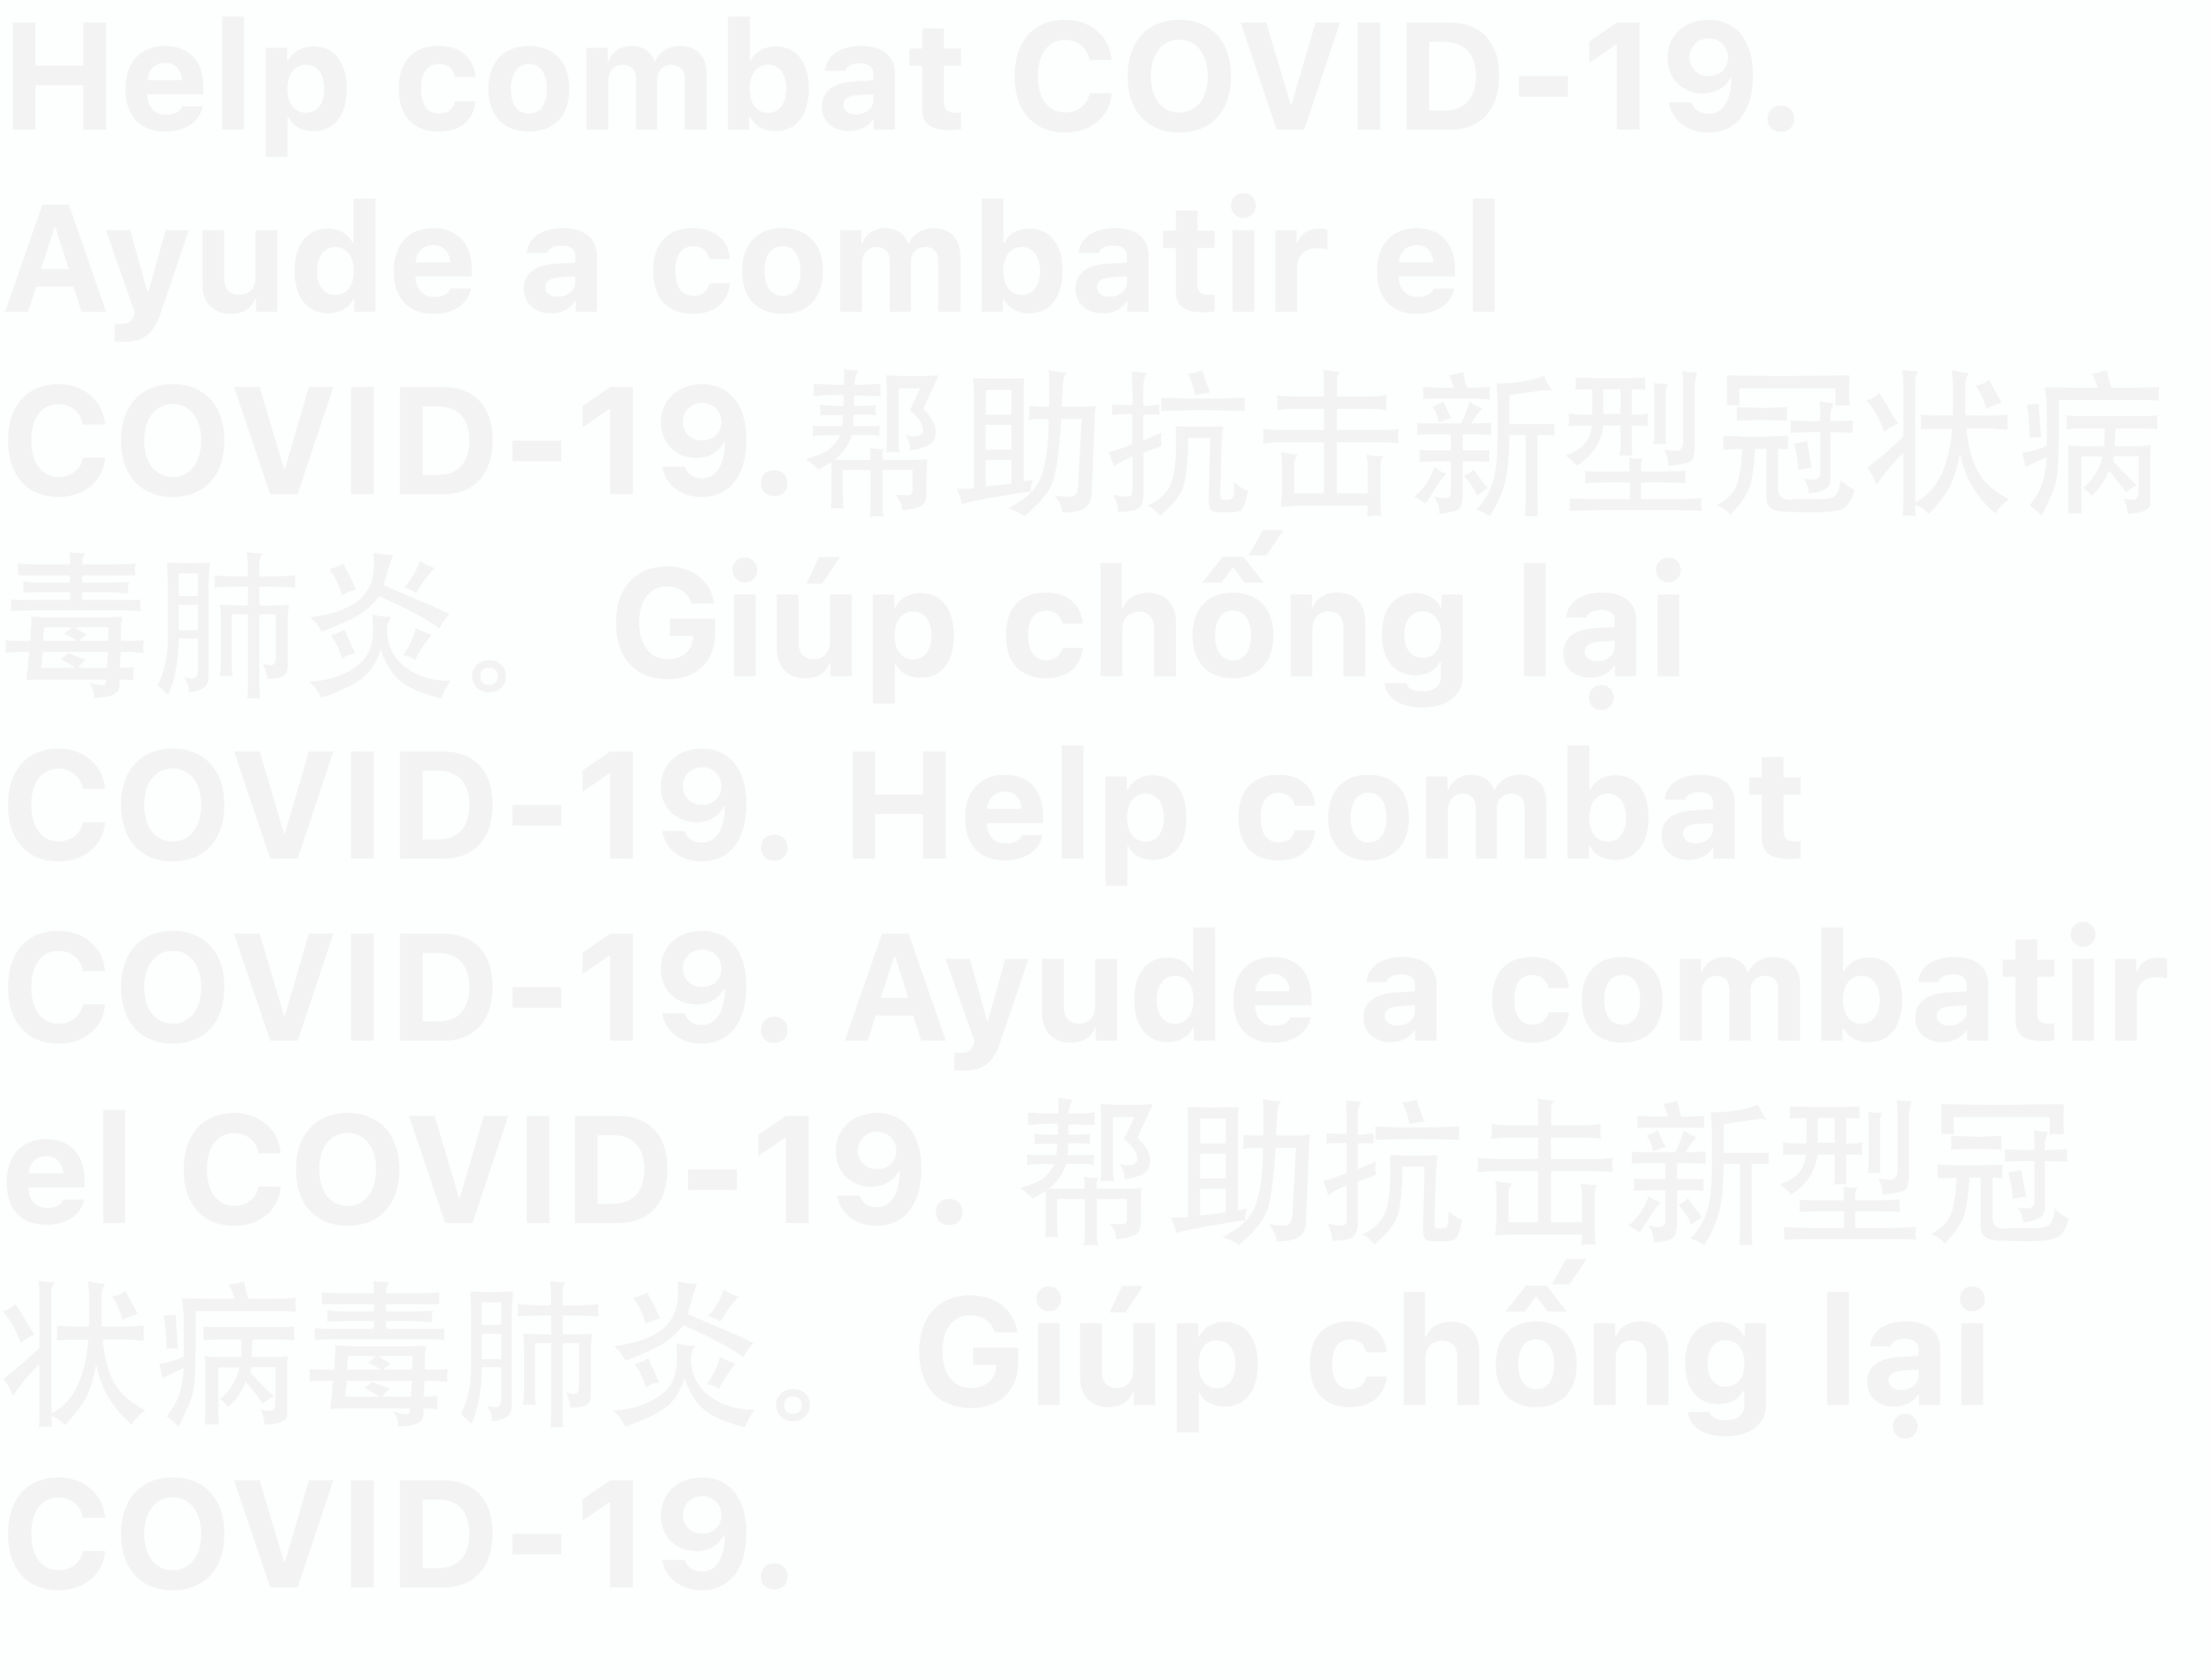 Help combat COVID-19.
Ayude a combatir el
COVID-19. 帮助抗击新型冠状病
毒肺炎。 Giúp chống lại
COVID-19. Help combat
COVID-19. Ayude a combatir
el COVID-19. 帮助抗击新型冠
状病毒肺炎。 Giúp chống lại
COVID-19.